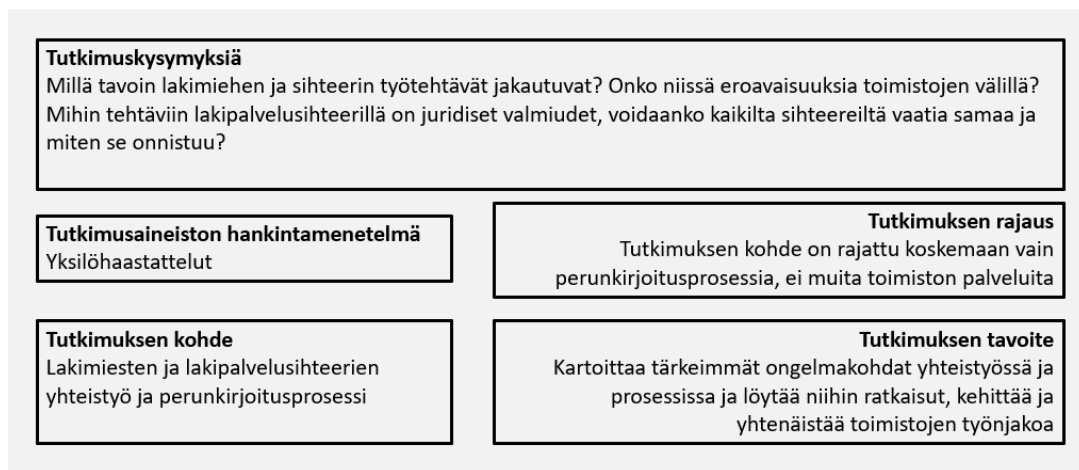 Tutkimuskysymyksiä
Millä tavoin lakimiehen ja sihteerin työtehtävät jakautuvat? Onko niissä eroavaisuuksia toimistojen välillä?
Mihin tehtäviin lakipalvelusihteerillä on juridiset valmiudet, voidaanko kaikilta sihteereiltä vaatia samaa ja
miten se onnistuu?
Tutkimusaineiston hankintamenetelmä
Yksilöhaastattelut
Tutkimuksen rajaus
Tutkimuksen kohde on rajattu koskemaan vain
perunkirjoitusprosessia, ei muita toimiston palveluita
Tutkimuksen kohde
Lakimiesten ja lakipalvelusihteerien
yhteistyö ja perunkirjoitusprosessi
Tutkimuksen tavoite
Kartoittaa tärkeimmät ongelmakohdat yhteistyössä ja
prosessissa ja löytää niihin ratkaisut, kehittää ja
yhtenäistää toimistojen työnjakoa